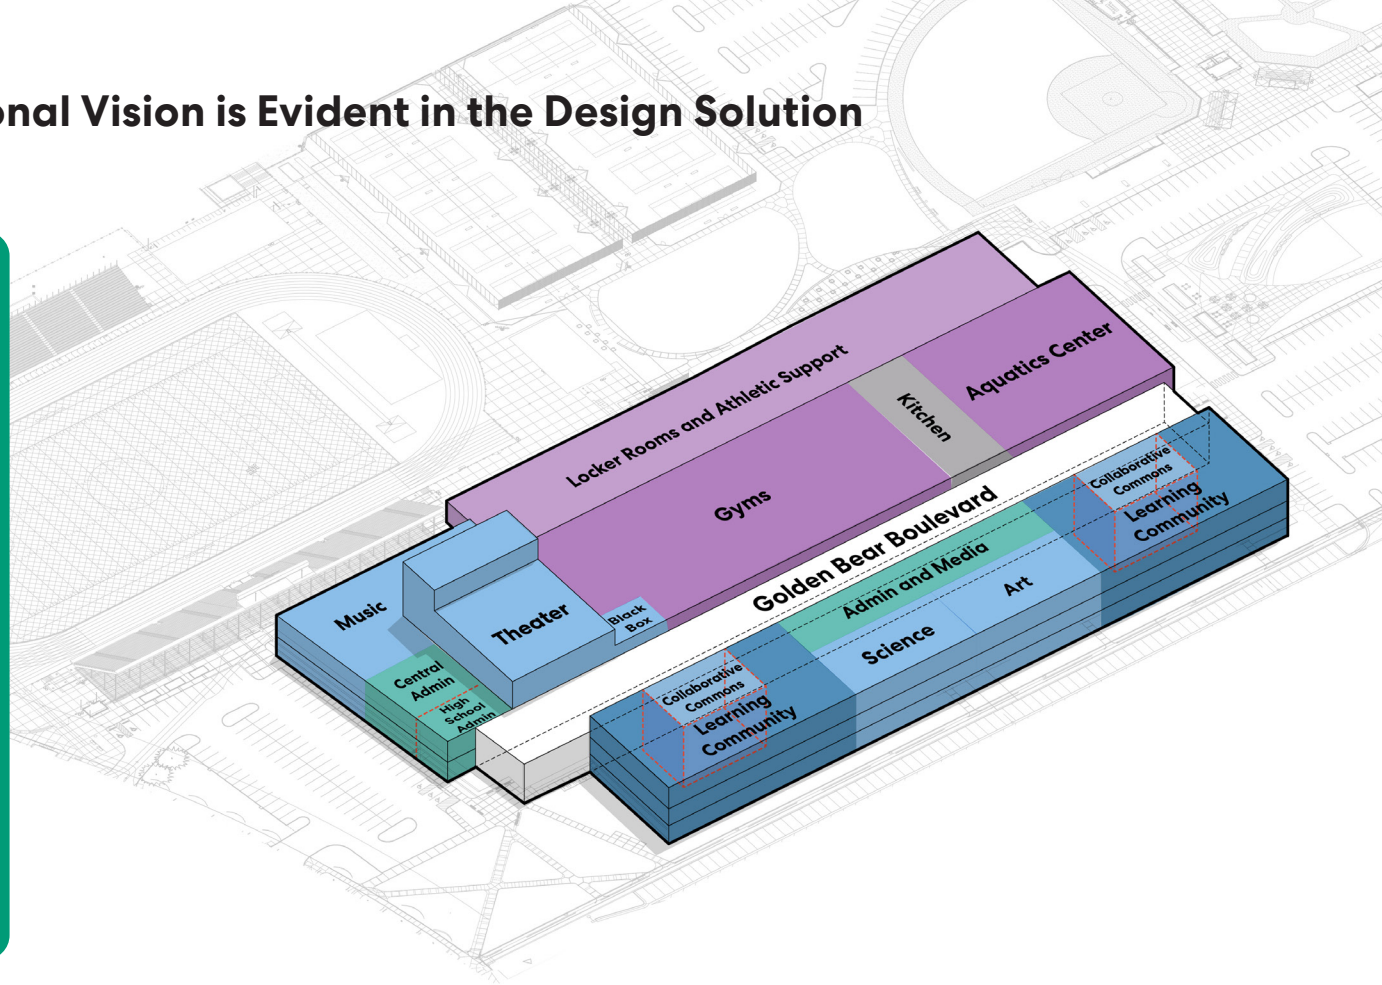 onal Vision is Evident in the Design Solution
Locker Rooms and Athletic Support
Aquatics Center
Kitchen
Gyms
Golden Bear Boulevard
Collaborative
Commons
Learning
Community
Admin and Media
Art
Science
Music
Theater
Black
Box
Central
Admin
High
School
Admin
Collaborative
Commons
Learning
Community